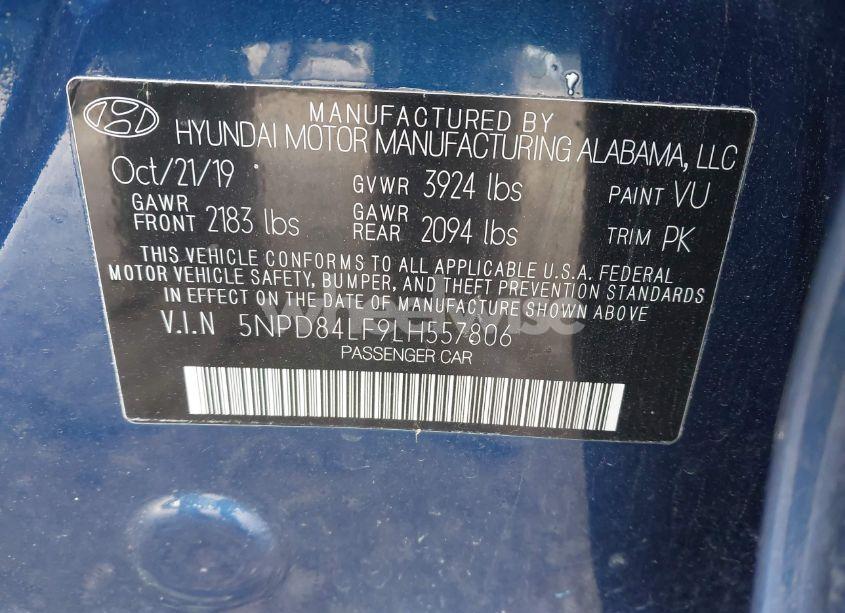 MANUFACTURED BY
HYUNDAI MOTOR MANUFACTURING ALABAMA, LLC
Oct/21/19 GVWR 3924 lbs PAINT VU
GAWR FRONT 2183 lbs GAWR REAR 2094 lbs TRIM PK
THIS VEHICLE CONFORMS TO ALL APPLICABLE U.S.A. FEDERAL
MOTOR VEHICLE SAFETY, BUMPER, AND THEFT PREVENTION STANDARDS
IN EFFECT ON THE DATE OF MANUFACTURE SHOWN ABOVE
V.I.N 5NPD84LF9LH557806
PASSENGER CAR
wheelwise